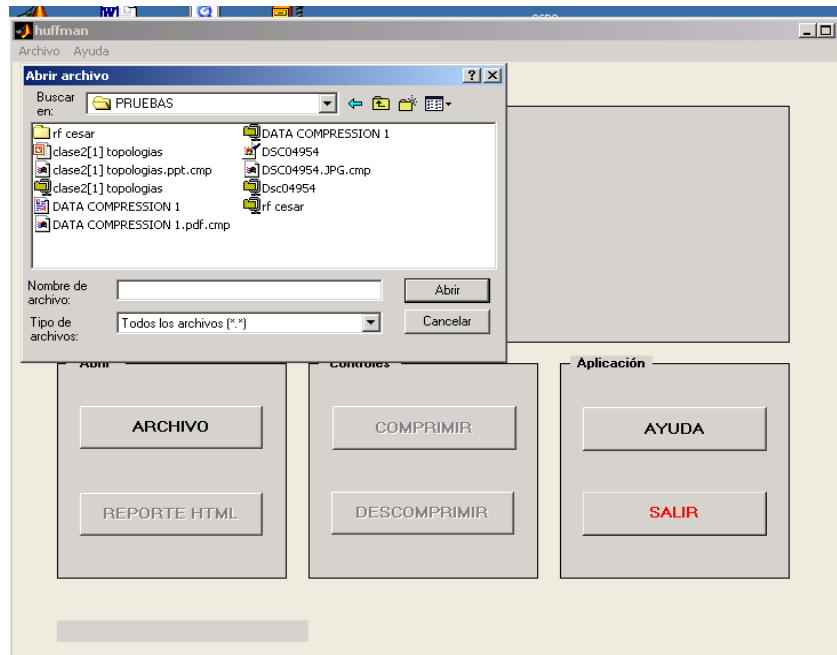 huffman
Archivo Ayuda
Abrir archivo
Buscar en:
PRUEBAS
rf cesar
clase2[1] topologias
clase2[1] topologias.ppt.cmp
clase2[1] topologias
DATA COMPRESSION 1
DATA COMPRESSION 1.pdf.cmp
DATA COMPRESSION 1
DSC04954
DSC04954.JPG.cmp
Dsc04954
rf cesar
Nombre de archivo:
Abrir
Tipo de archivos:
Todos los archivos (*.*)
Cancelar
Abrir
Controles
Aplicación
ARCHIVO
COMPRIMIR
AYUDA
REPORTE HTML
DESCOMPRIMIR
SALIR